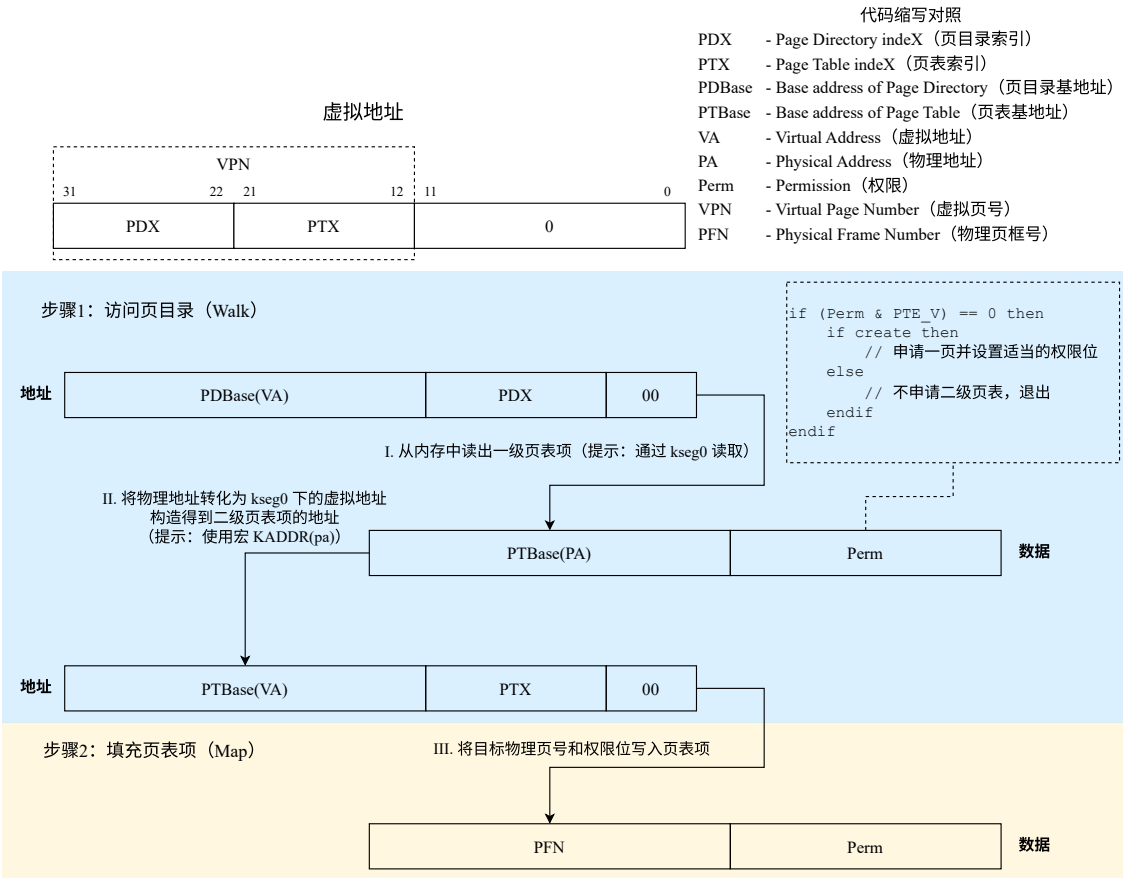 代码缩写对照
PDX - Page Directory indeX（页目录索引）
PTX - Page Table indeX（页表索引）
PDBase - Base address of Page Directory（页目录基地址）
PTBase - Base address of Page Table（页表基地址）
VA - Virtual Address（虚拟地址）
PA - Physical Address（物理地址）
Perm - Permission（权限）
VPN - Virtual Page Number（虚拟页号）
PFN - Physical Frame Number（物理页框号）
虚拟地址
VPN
31 22 21 12 11 0
PDX PTX 0
步骤1：访问页目录（Walk）
if (Perm & PTE_V) == 0 then
if create then
// 申请一页并设置适当的权限位
else
// 不申请二级页表，退出
endif
endif
地址 PDBase(VA) PDX 00
I. 从内存中读出一级页表项（提示：通过 kseg0 读取）
II. 将物理地址转化为 kseg0 下的虚拟地址
构造得到二级页表项的地址
（提示：使用宏 KADDR(pa)）
PTBase(PA) Perm 数据
地址 PTBase(VA) PTX 00
步骤2：填充页表项（Map）
III. 将目标物理页号和权限位写入页表项
PFN Perm 数据